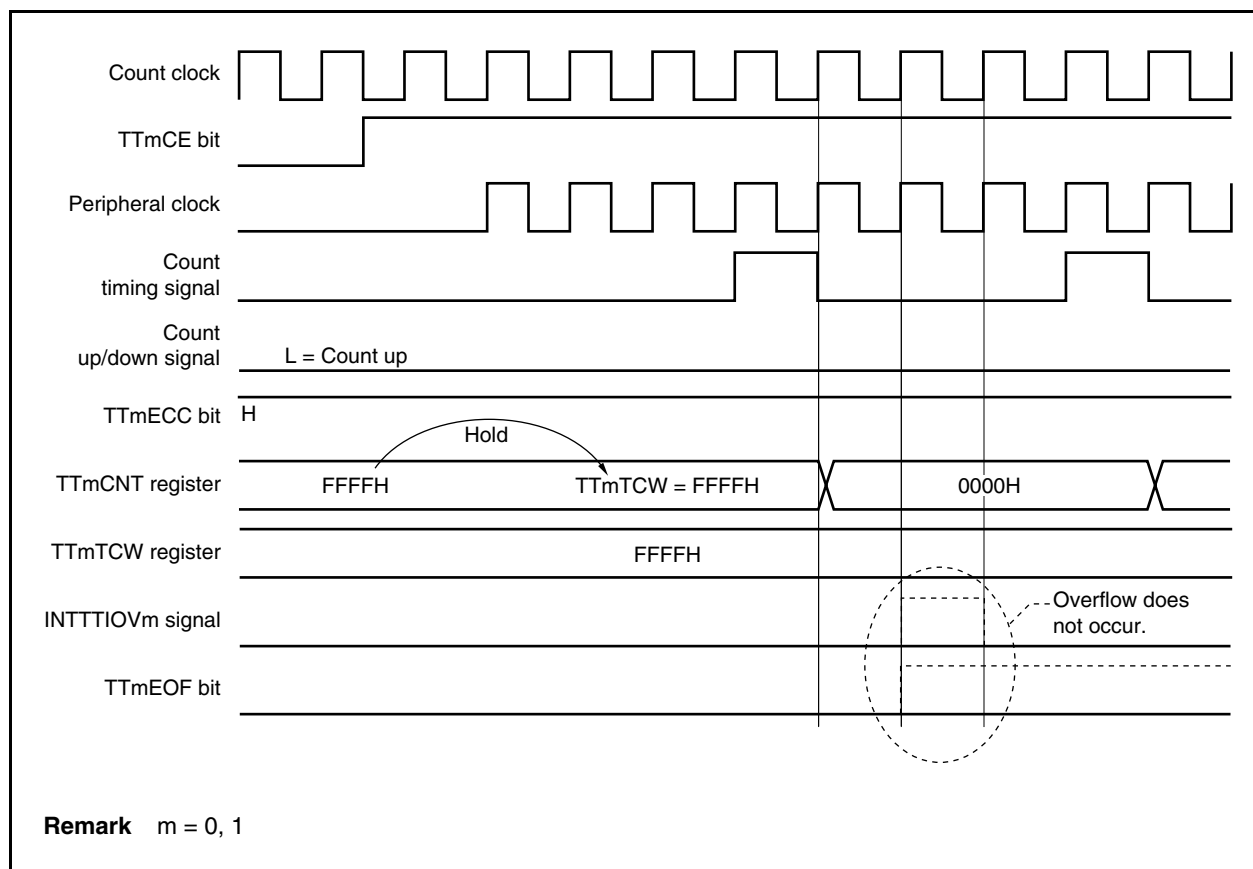 Count clock
TTmCE bit
Peripheral clock
Count
timing signal
Count
up/down signal
L = Count up
TTmECC bit
H
Hold
TTmCNT register
FFFFH
TTmTCW = FFFFH
0000H
TTmTCW register
FFFFH
INTTTIOVm signal
Overflow does
not occur.
TTmEOF bit
Remark m = 0, 1